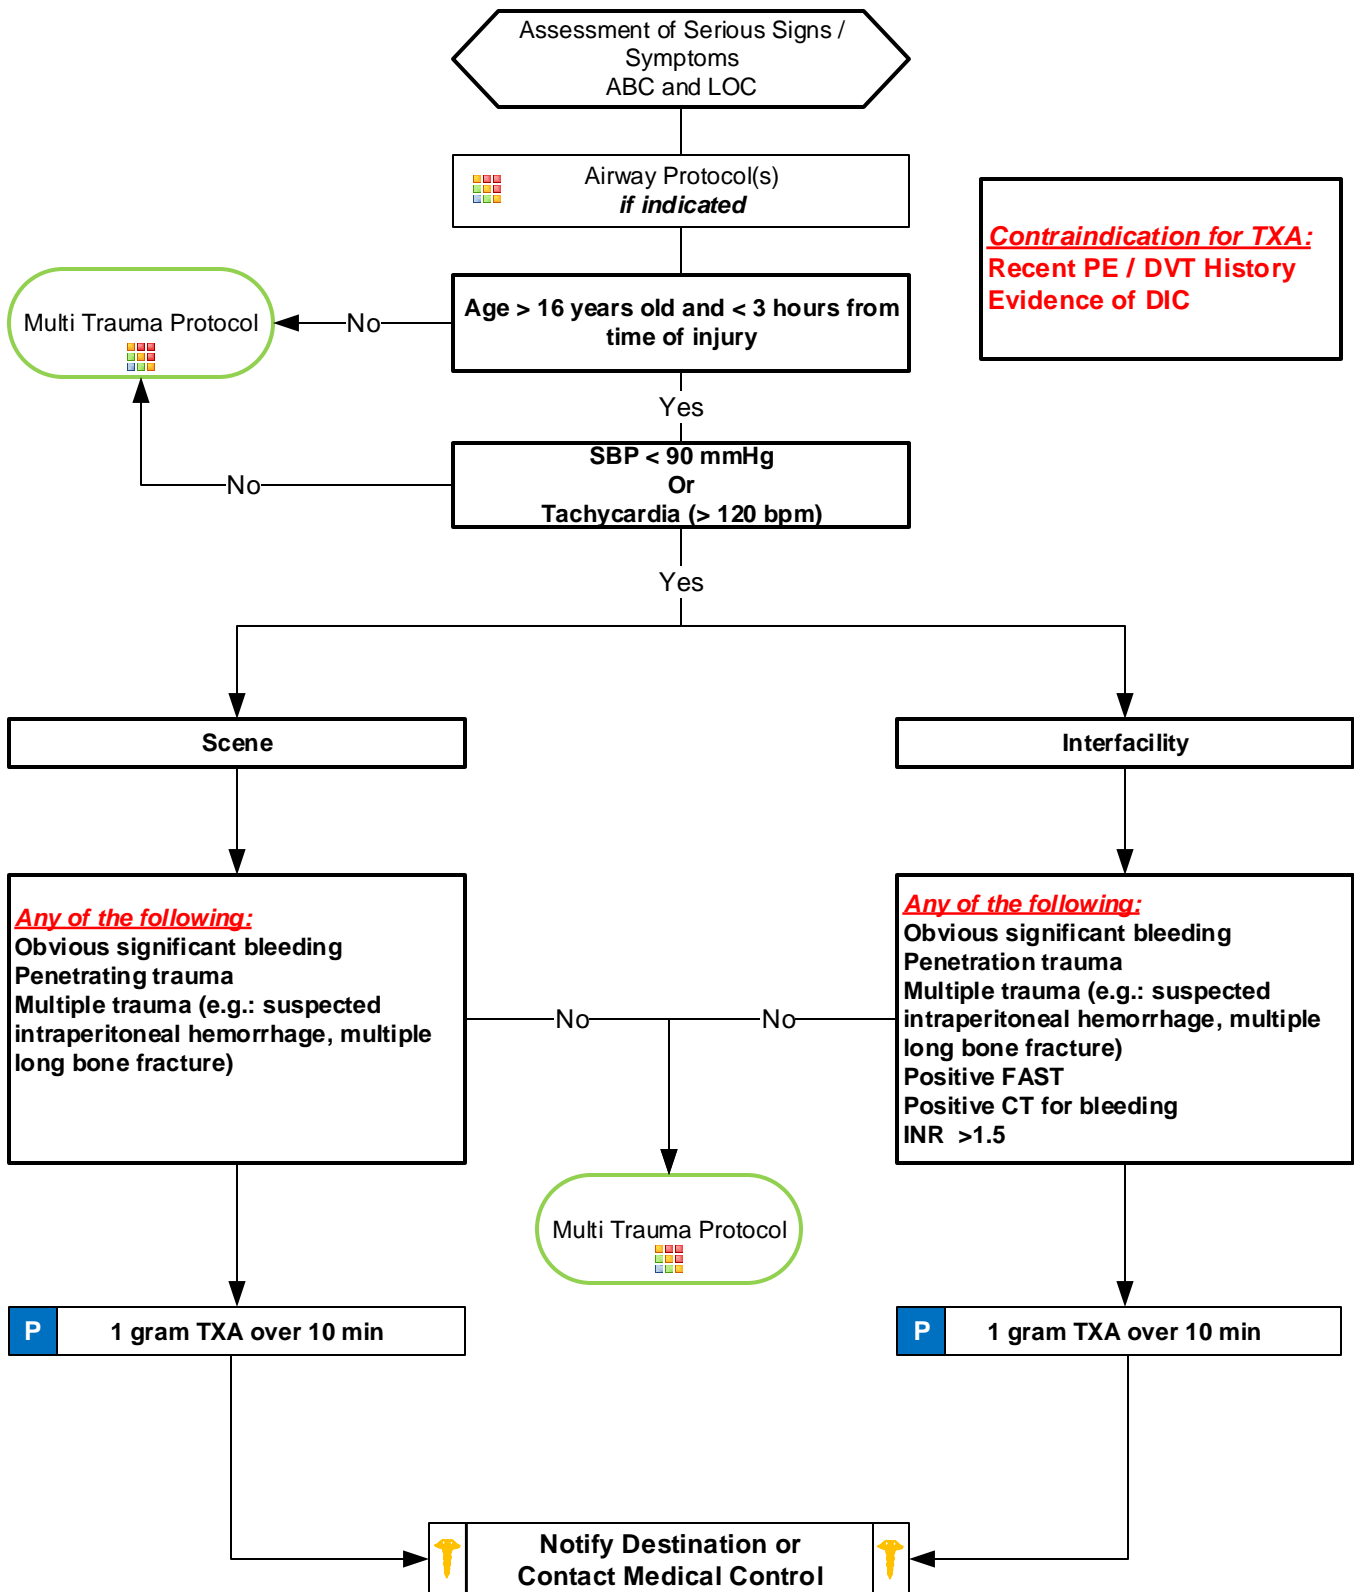 Assessment of Serious Signs /
Symptoms
ABC and LOC
Airway Protocol(s)
if indicated
Contraindication for TXA:
Recent PE / DVT History
Evidence of DIC
Age > 16 years old and < 3 hours from
time of injury
No
Multi Trauma Protocol
Yes
SBP < 90 mmHg
Or
Tachycardia (> 120 bpm)
No
Yes
Scene
Interfacility
Any of the following:
Obvious significant bleeding
Penetrating trauma
Multiple trauma (e.g.: suspected
intraperitoneal hemorrhage, multiple
long bone fracture)
No
No
Any of the following:
Obvious significant bleeding
Penetration trauma
Multiple trauma (e.g.: suspected
intraperitoneal hemorrhage, multiple
long bone fracture)
Positive FAST
Positive CT for bleeding
INR >1.5
Multi Trauma Protocol
P 1 gram TXA over 10 min
P 1 gram TXA over 10 min
Notify Destination or
Contact Medical Control